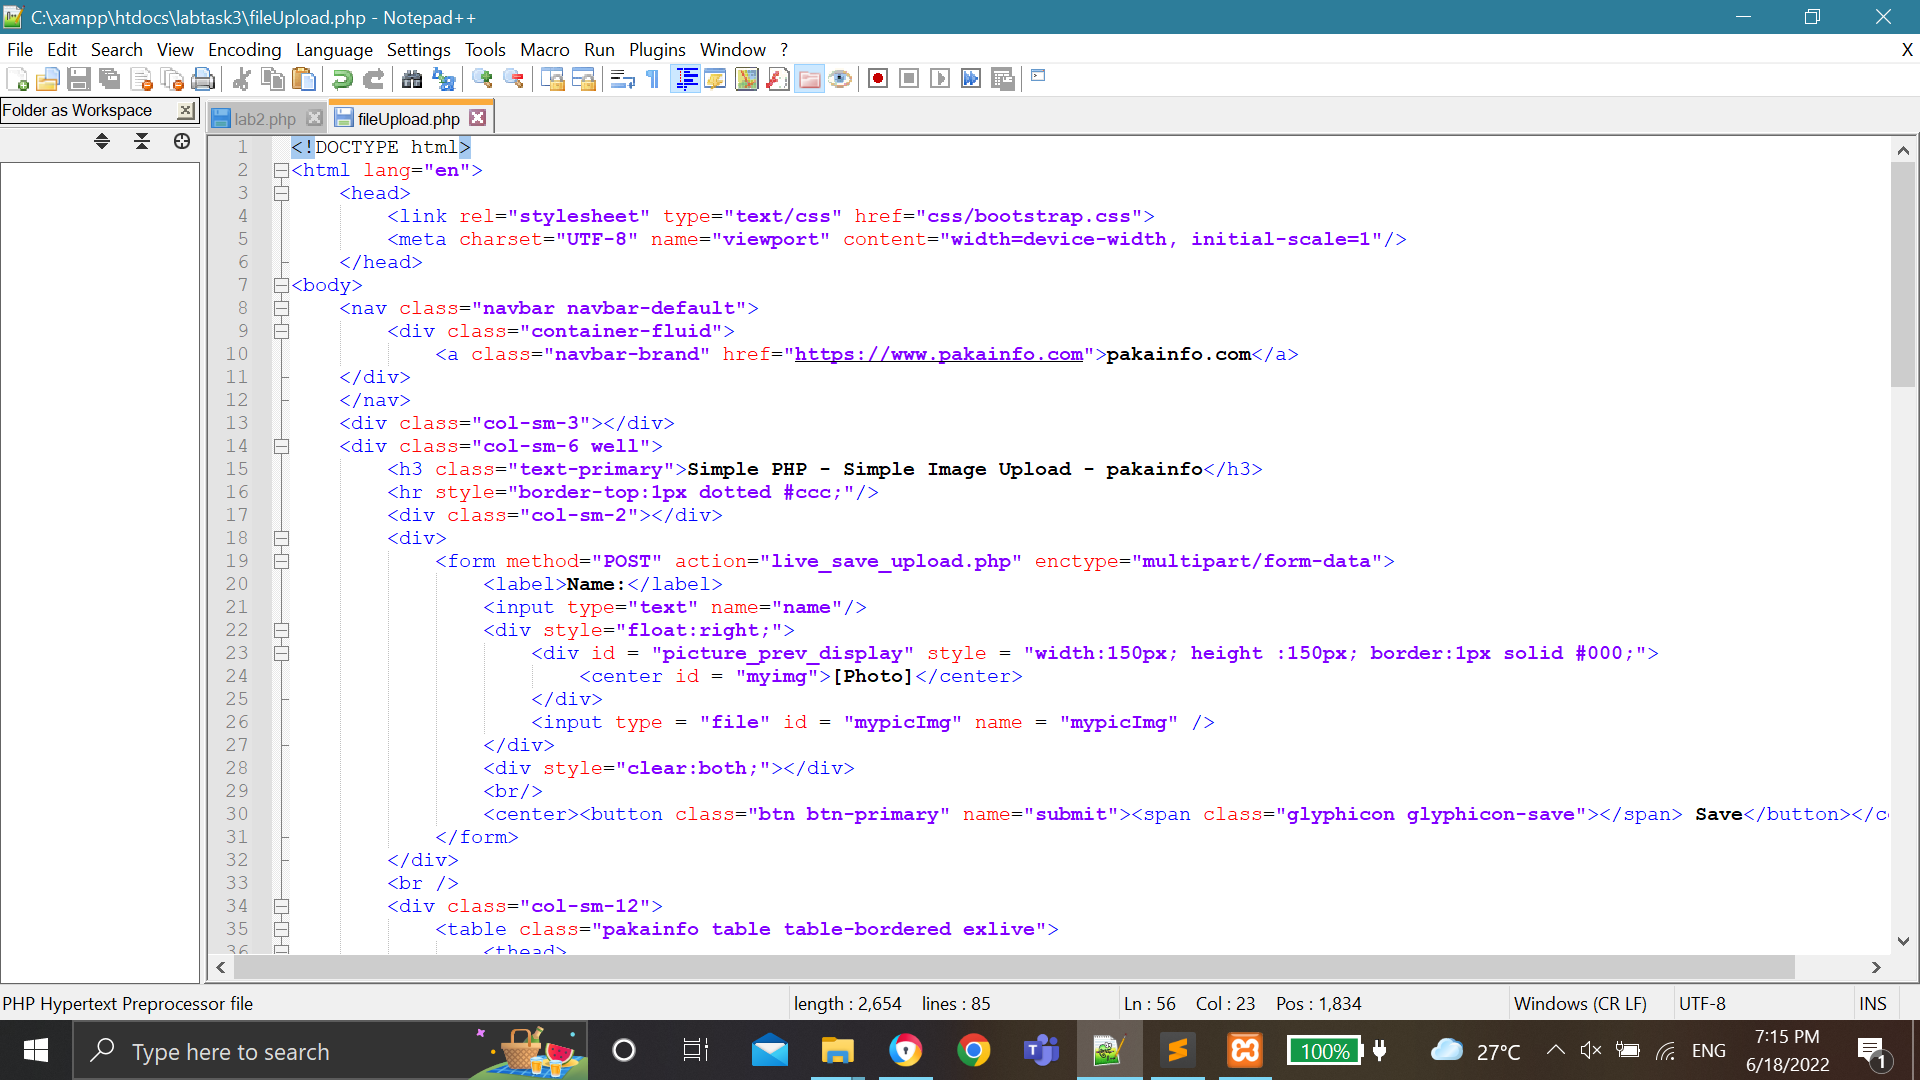 C:\xampp\htdocs\labtask3\fileUpload.php - Notepad++
File Edit Search View Encoding Language Settings Tools Macro Run Plugins Window ? X
Folder as Workspace
lab2.php fileUpload.php
1 <!DOCTYPE html>
2 <html lang="en">
3 <head>
4 <link rel="stylesheet" type="text/css" href="css/bootstrap.css">
5 <meta charset="UTF-8" name="viewport" content="width=device-width, initial-scale=1"/>
6 </head>
7 <body>
8 <nav class="navbar navbar-default">
9 <div class="container-fluid">
10 <a class="navbar-brand" href="https://www.pakainfo.com">pakainfo.com</a>
11 </div>
12 </nav>
13 <div class="col-sm-3"></div>
14 <div class="col-sm-6 well">
15 <h3 class="text-primary">Simple PHP - Simple Image Upload - pakainfo</h3>
16 <hr style="border-top:1px dotted #ccc;"/>
17 <div class="col-sm-2"></div>
18 <div>
19 <form method="POST" action="live_save_upload.php" enctype="multipart/form-data">
20 <label>Name:</label>
21 <input type="text" name="name"/>
22 <div style="float:right;">
23 <div id = "picture_prev_display" style = "width:150px; height :150px; border:1px solid #000;">
24 <center id = "myimg">[Photo]</center>
25 </div>
26 <input type = "file" id = "mypicImg" name = "mypicImg" />
27 </div>
28 <div style="clear:both;"></div>
29 <br/>
30 <center><button class="btn btn-primary" name="submit"><span class="glyphicon glyphicon-save"></span> Save</button></c
31 </form>
32 </div>
33 <br />
34 <div class="col-sm-12">
35 <table class="pakainfo table table-bordered exlive">
36 <thead>
PHP Hypertext Preprocessor file length : 2,654 lines : 85 Ln : 56 Col : 23 Pos : 1,834 Windows (CR LF) UTF-8 INS
Type here to search 100% 27°C ENG 7:15 PM
6/18/2022 1